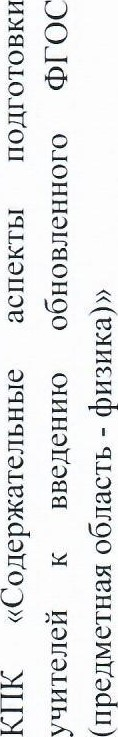 КПК «Содержательные аспекты подготовки
учителей к введению обновленного ФГОС
(предметная область - физика)»